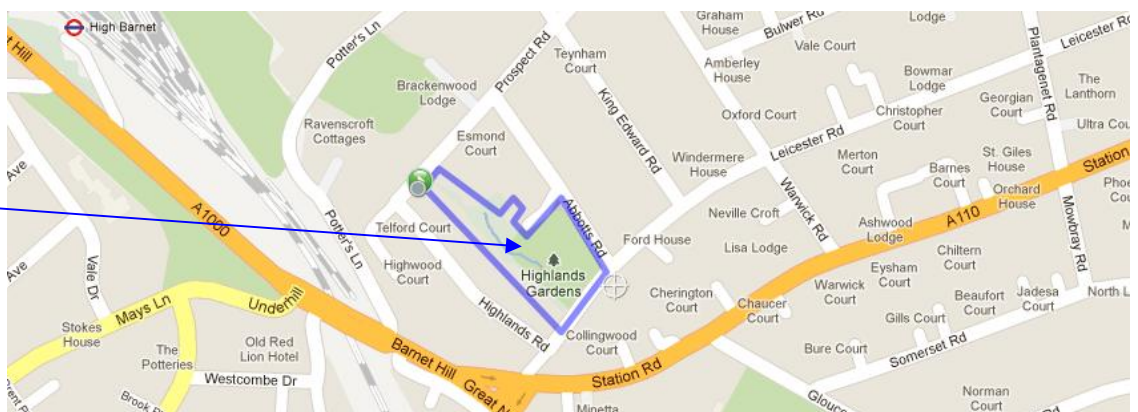 High Barnet
Barnet Hill
A1000
Potter's Ln
Ravenscroft
Cottages
Brackenwood
Lodge
Prospect Rd
Esmond
Court
Teynham
Court
King Edward Rd
Graham
House
Bulwer Rd
Amberley
House
Vale Court
Bowmar
Lodge
Leicester Rd
Plantagenet Rd
The
Lanthorn
Georgian
Court
Christopher
Court
Oxford Court
Leicester Rd
Windermere
House
Merton
Court
Barnes
Court
St. Giles
House
Orchard
House
Station
Warwick Rd
Ashwood
Lodge
A110
Mowbray Rd
Neville Croft
Lisa Lodge
Ford House
Abbotts Rd
Highlands
Gardens
Telford Court
Highwood
Court
Highlands Rd
Potter's Ln
Ave
Ave
Vale Dr
Mays Ln
Underhill
Stokes
House
The
Potteries
Old Red
Lion Hotel
Westcombe Dr
Barnet Hill
Great N
Collingwood
Court
Station Rd
Cherington
Court
Chaucer
Court
Warwick
Court
Eysham
Court
Chiltern
Court
Beaufort
Court
Jadesa
Court
North L
Gills Court
Bure Court
Somerset Rd
Norman
Court
Minetta